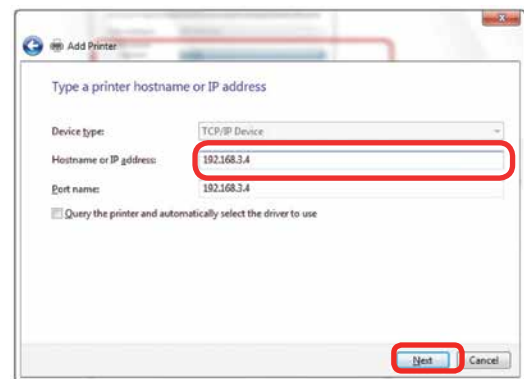 Add Printer
Type a printer hostname or IP address
Device type: TCP/IP Device
Hostname or IP address: 192.168.3.4
Port name: 192.168.3.4
Query the printer and automatically select the driver to use
Next Cancel